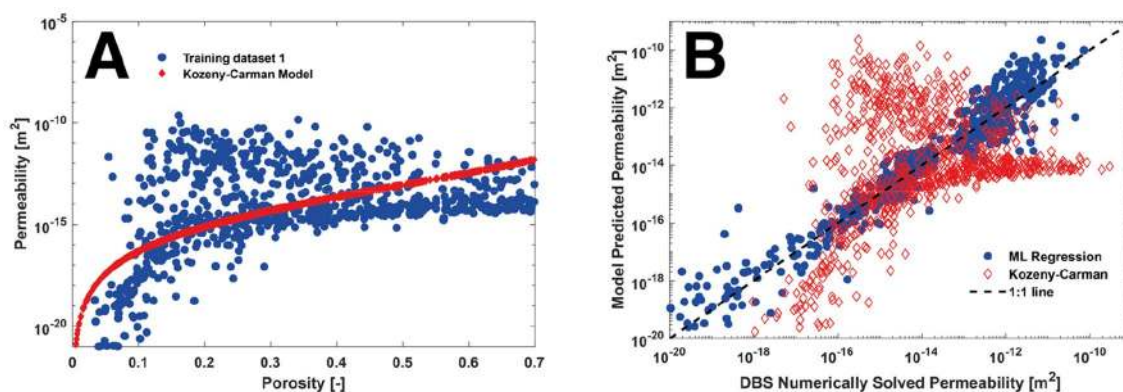 A
Training dataset 1
Kozeny-Carman Model
Permeability [m²]
10⁻⁵
10⁻¹⁰
10⁻¹⁵
10⁻²⁰
0
0.1
0.2
0.3
0.4
0.5
0.6
0.7
Porosity [-]
B
Model Predicted Permeability [m²]
10⁻¹⁰
10⁻¹²
10⁻¹⁴
10⁻¹⁶
10⁻¹⁸
10⁻²⁰
ML Regression
Kozeny-Carman
1:1 line
10⁻²⁰
10⁻¹⁸
10⁻¹⁶
10⁻¹⁴
10⁻¹²
10⁻¹⁰
DBS Numerically Solved Permeability [m²]